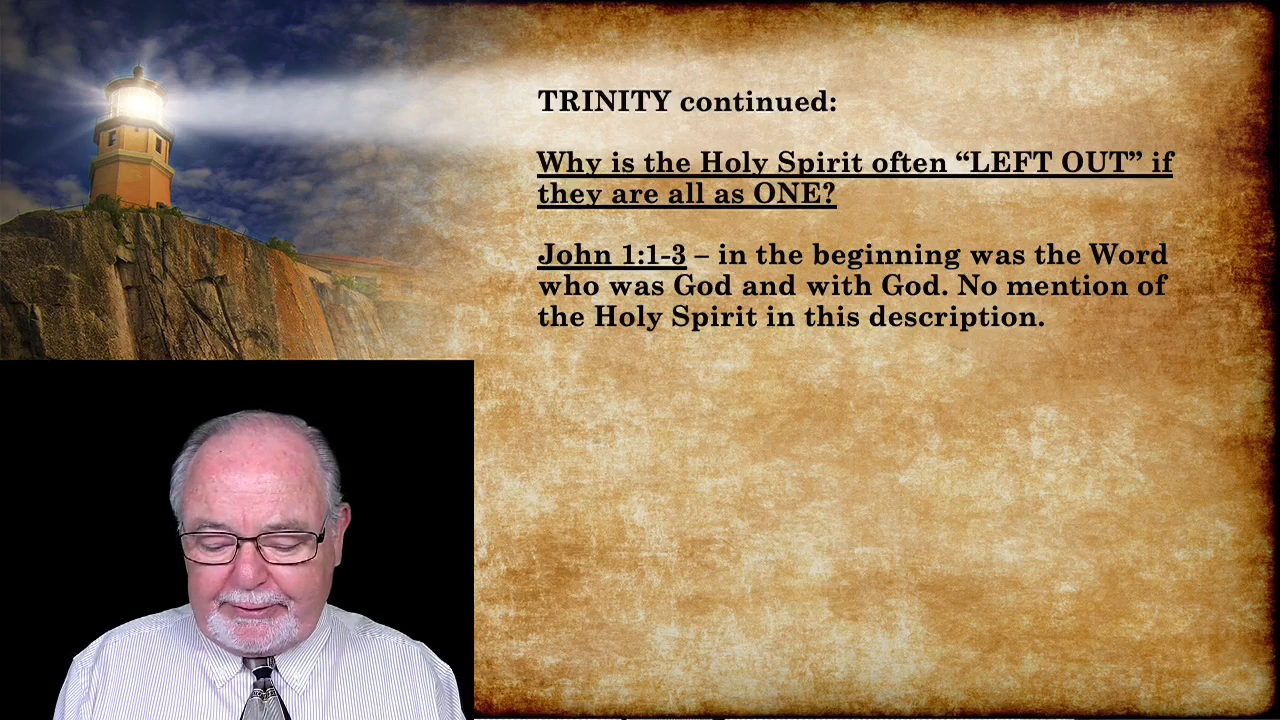 TRINITY continued:
Why is the Holy Spirit often “LEFT OUT” if
they are all as ONE?
John 1:1-3 – in the beginning was the Word
who was God and with God. No mention of
the Holy Spirit in this description.